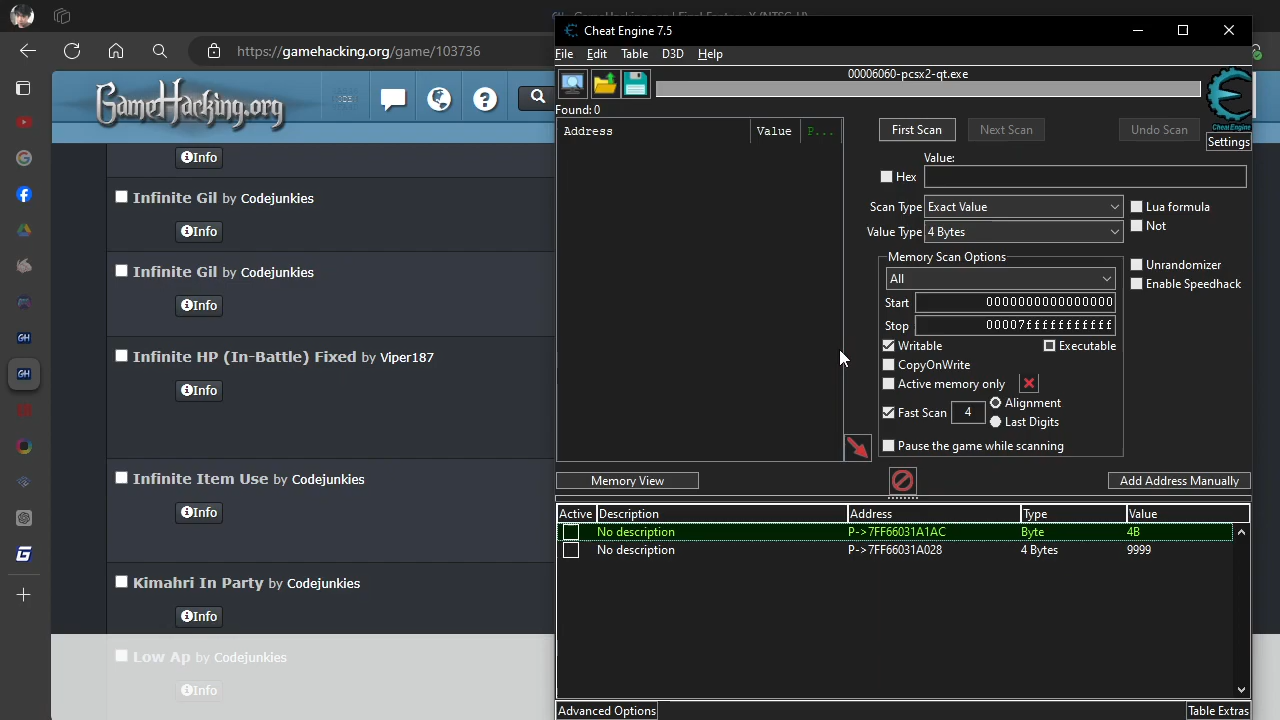 GameHacking.org | Final Fantasy X (NTSC-U)
https://gamehacking.org/game/103736
GameHacking.org
Info
Infinite Gil by Codejunkies
Info
Infinite Gil by Codejunkies
Info
Infinite HP (In-Battle) Fixed by Viper187
Info
Infinite Item Use by Codejunkies
Info
Kimahri In Party by Codejunkies
Info
Low Ap by Codejunkies
Info
Cheat Engine 7.5
File Edit Table D3D Help
00006060-pcsx2-qt.exe
Cheat Engine
Settings
Found: 0
Address Value P...
First Scan Next Scan Undo Scan
Value:
Hex
Scan Type Exact Value
Value Type 4 Bytes
Lua formula
Not
Memory Scan Options
All
Start 0000000000000000
Stop 00007fffffffffff
Writable Executable
CopyOnWrite
Active memory only
Fast Scan 4 Alignment
Last Digits
Pause the game while scanning
Unrandomizer
Enable Speedhack
Memory View Add Address Manually
Active Description Address Type Value
No description P->7FF66031A1AC Byte 4B
No description P->7FF66031A028 4 Bytes 9999
Advanced Options Table Extras